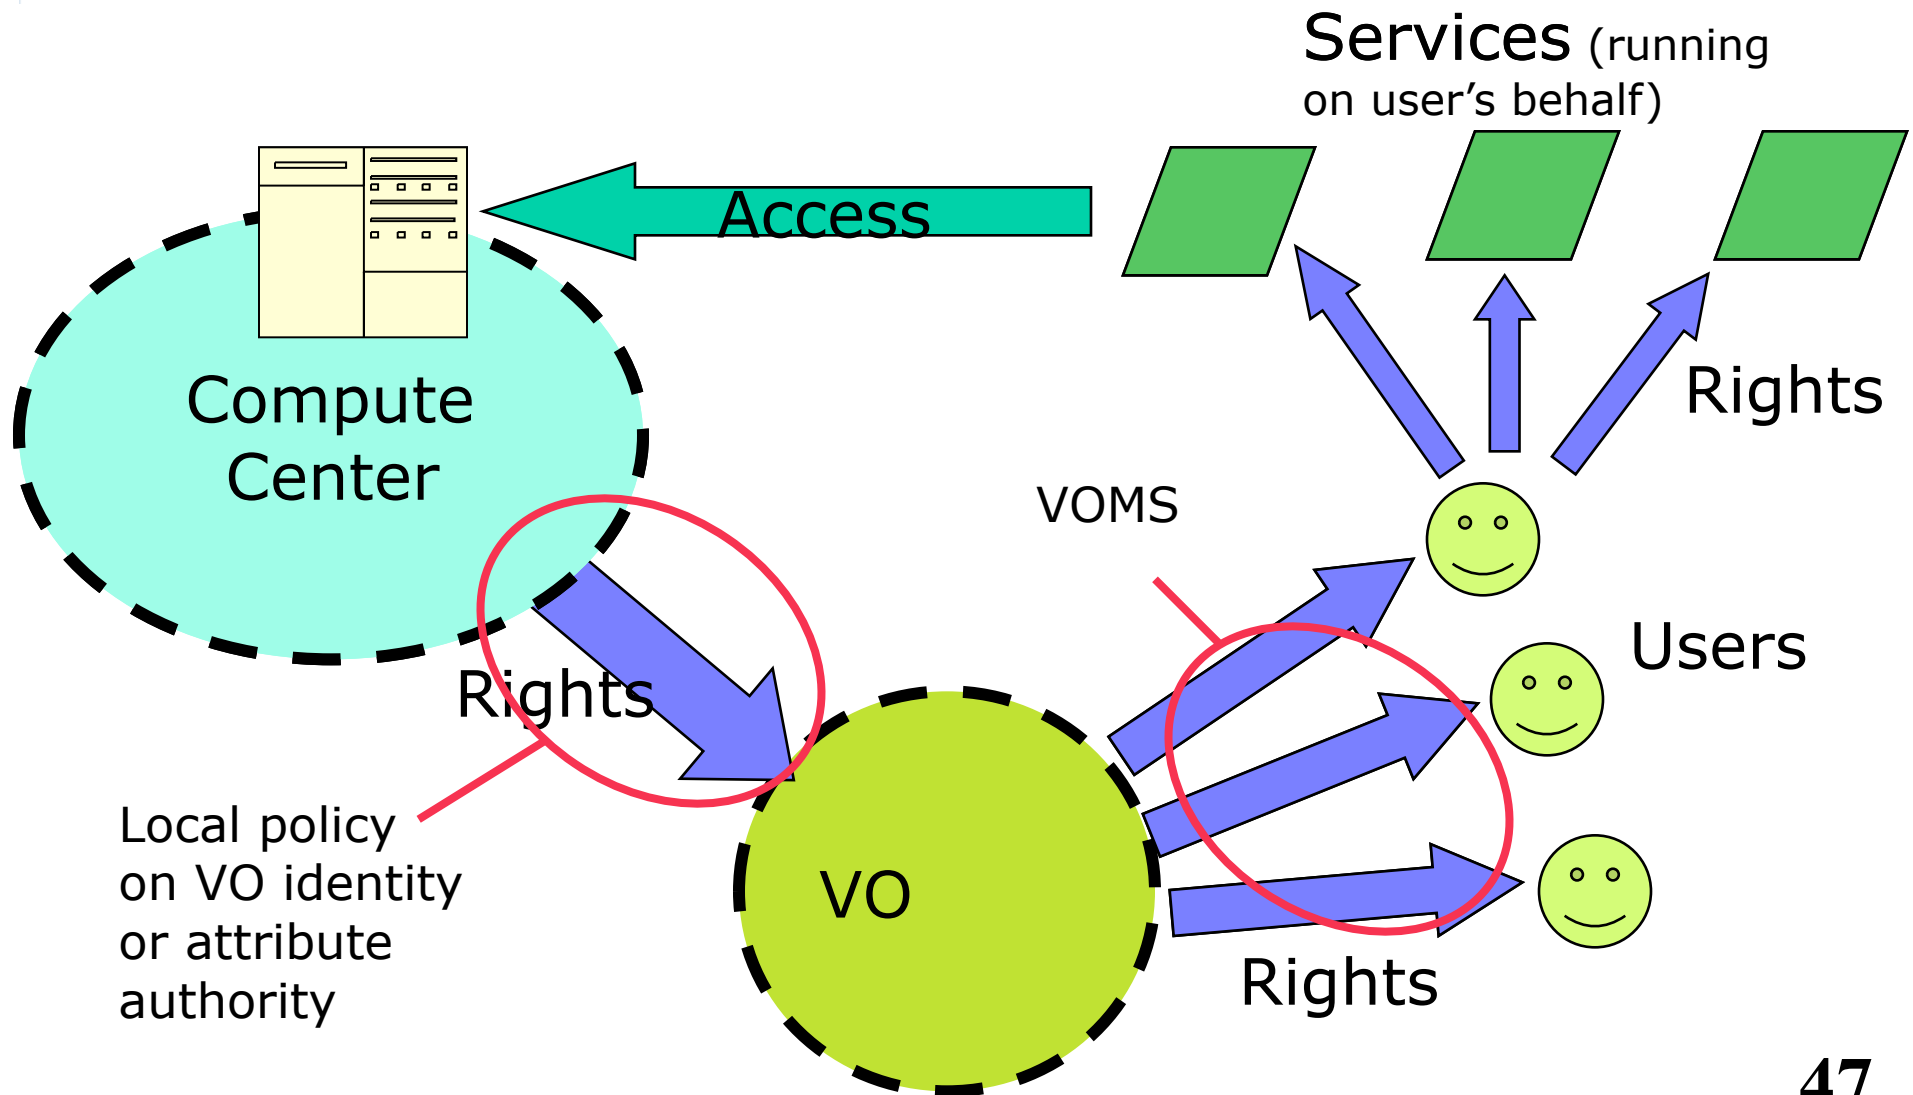 Services (running
on user’s behalf)
Access
Compute
Center
Rights
VOMS
Users
Rights
Local policy
on VO identity
or attribute
authority
VO
Rights
47